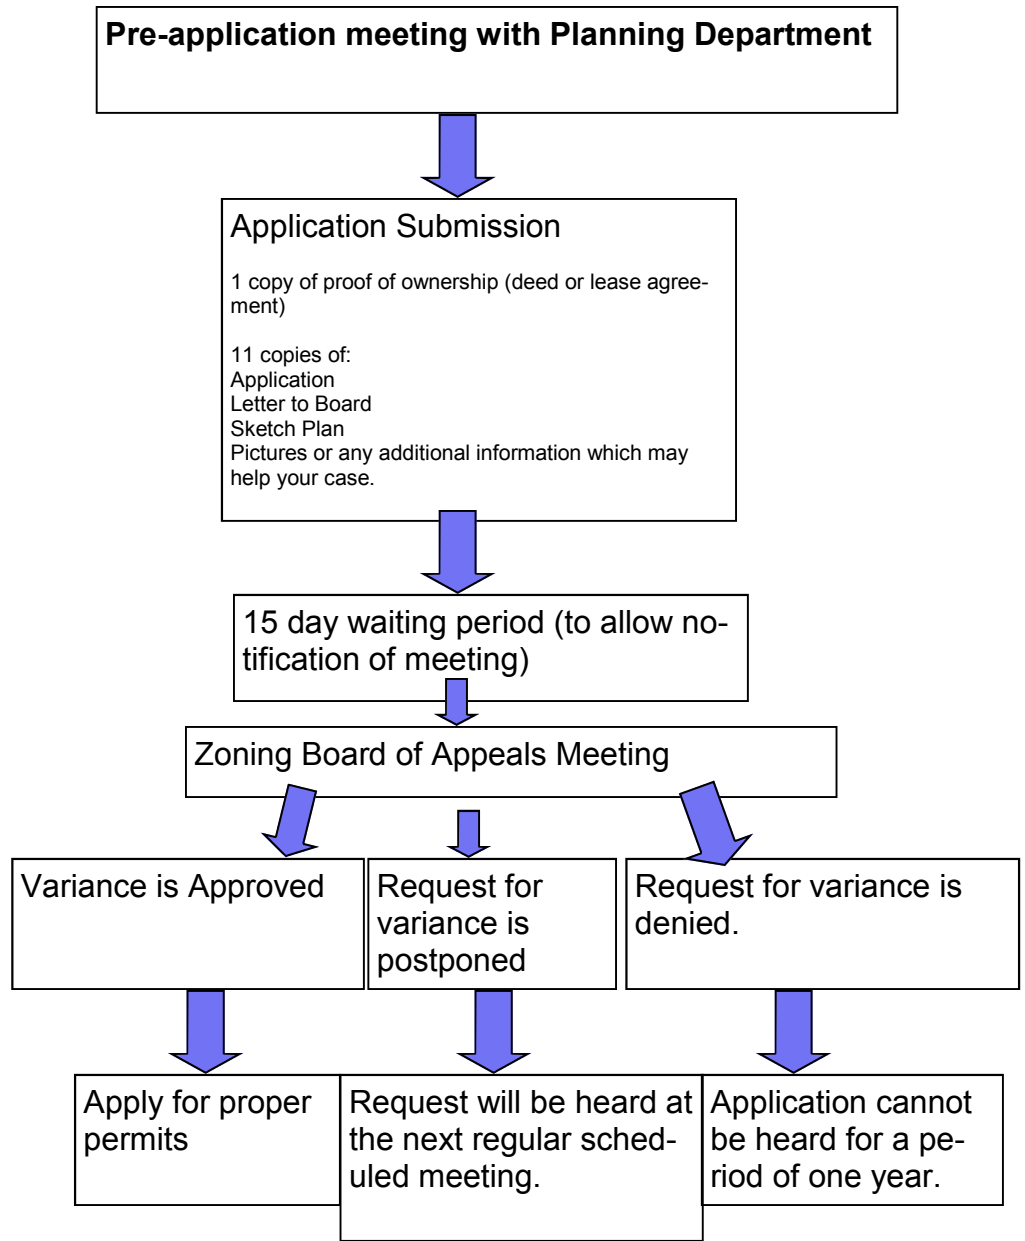 Pre-application meeting with Planning Department
Application Submission
1 copy of proof of ownership (deed or lease agree-
ment)
11 copies of:
Application
Letter to Board
Sketch Plan
Pictures or any additional information which may
help your case.
15 day waiting period (to allow no-
tification of meeting)
Zoning Board of Appeals Meeting
Variance is Approved
Request for
variance is
postponed
Request for variance is
denied.
Apply for proper
permits
Request will be heard at
the next regular sched-
uled meeting.
Application cannot
be heard for a pe-
riod of one year.